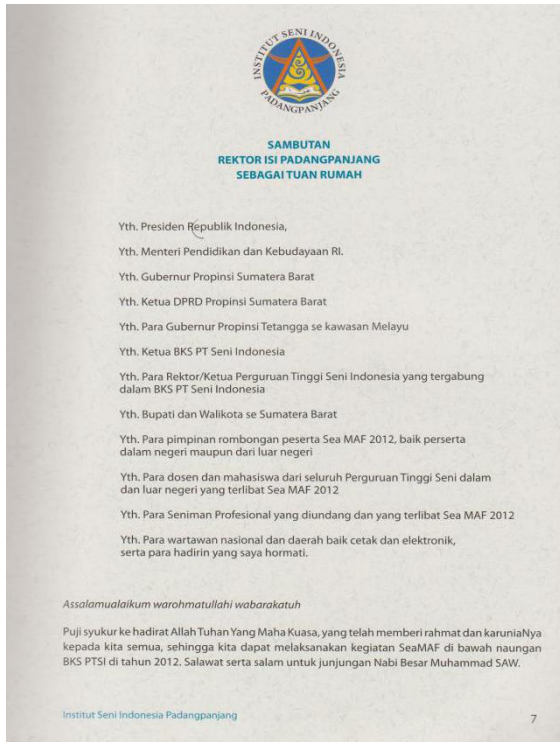 INSTITUT SENI INDONESIA
PADANGPANJANG
SAMBUTAN
REKTOR ISI PADANGPANJANG
SEBAGAI TUAN RUMAH
Yth. Presiden Republik Indonesia,
Yth. Menteri Pendidikan dan Kebudayaan RI.
Yth. Gubernur Propinsi Sumatera Barat
Yth. Ketua DPRD Propinsi Sumatera Barat
Yth. Para Gubernur Propinsi Tetangga se kawasan Melayu
Yth. Ketua BKS PT Seni Indonesia
Yth. Para Rektor/Ketua Perguruan Tinggi Seni Indonesia yang tergabung
dalam BKS PT Seni Indonesia
Yth. Bupati dan Walikota se Sumatera Barat
Yth. Para pimpinan rombongan peserta Sea MAF 2012, baik perserta
dalam negeri maupun dari luar negeri
Yth. Para dosen dan mahasiswa dari seluruh Perguruan Tinggi Seni dalam
dan luar negeri yang terlibat Sea MAF 2012
Yth. Para Seniman Profesional yang diundang dan yang terlibat Sea MAF 2012
Yth. Para wartawan nasional dan daerah baik cetak dan elektronik,
serta para hadirin yang saya hormati.
Assalamualaikum warohmatullahi wabarakatuh
Puji syukur ke hadirat Allah Tuhan Yang Maha Kuasa, yang telah memberi rahmat dan karuniaNya
kepada kita semua, sehingga kita dapat melaksanakan kegiatan SeaMAF di bawah naungan
BKS PTSI di tahun 2012. Salawat serta salam untuk junjungan Nabi Besar Muhammad SAW.
Institut Seni Indonesia Padangpanjang
7